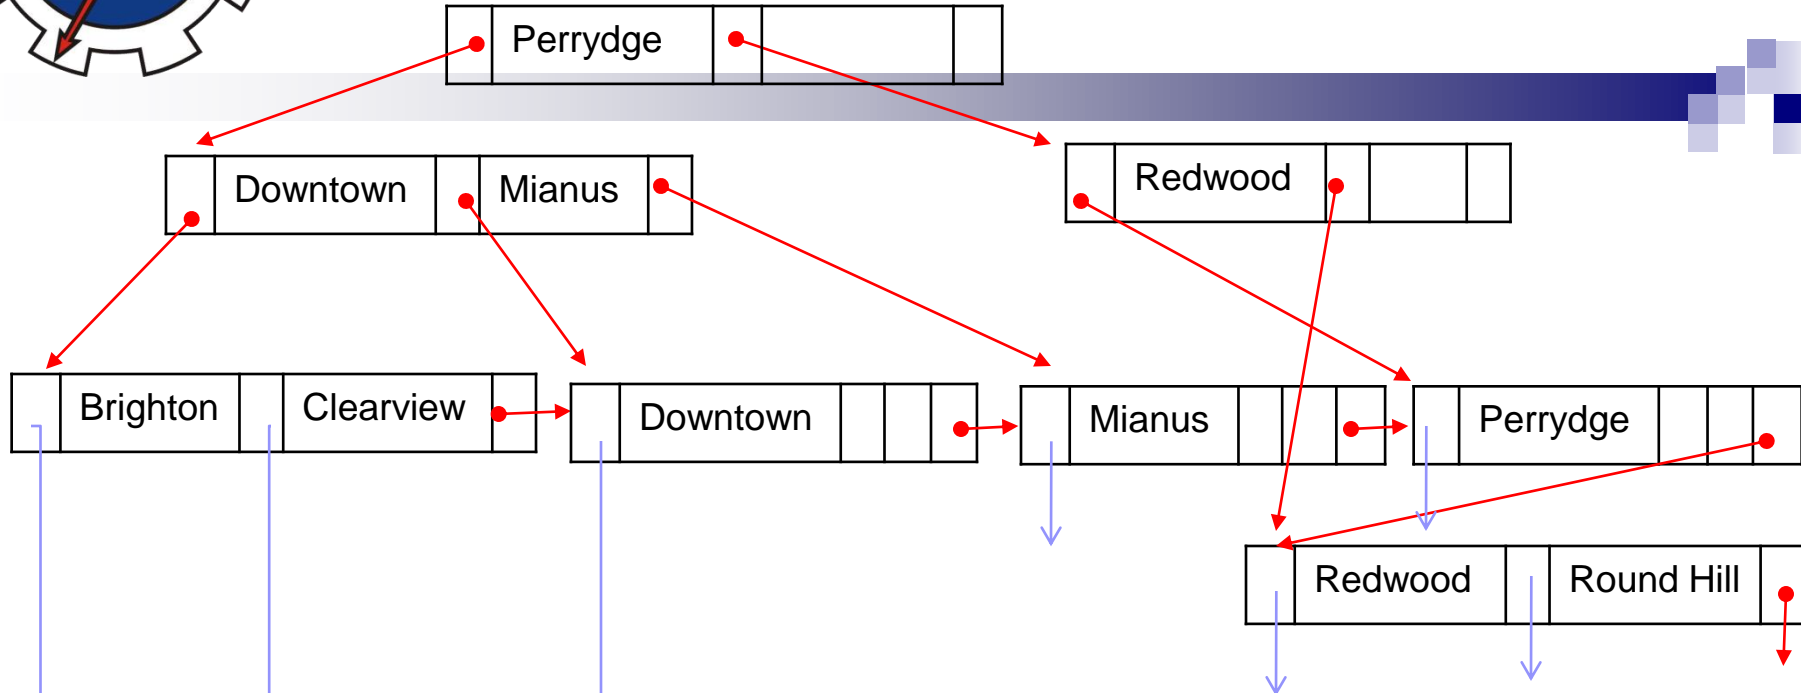 Perrydge
Downtown Mianus
Redwood
Brighton Clearview
Downtown
Mianus
Perrydge
Redwood Round Hill